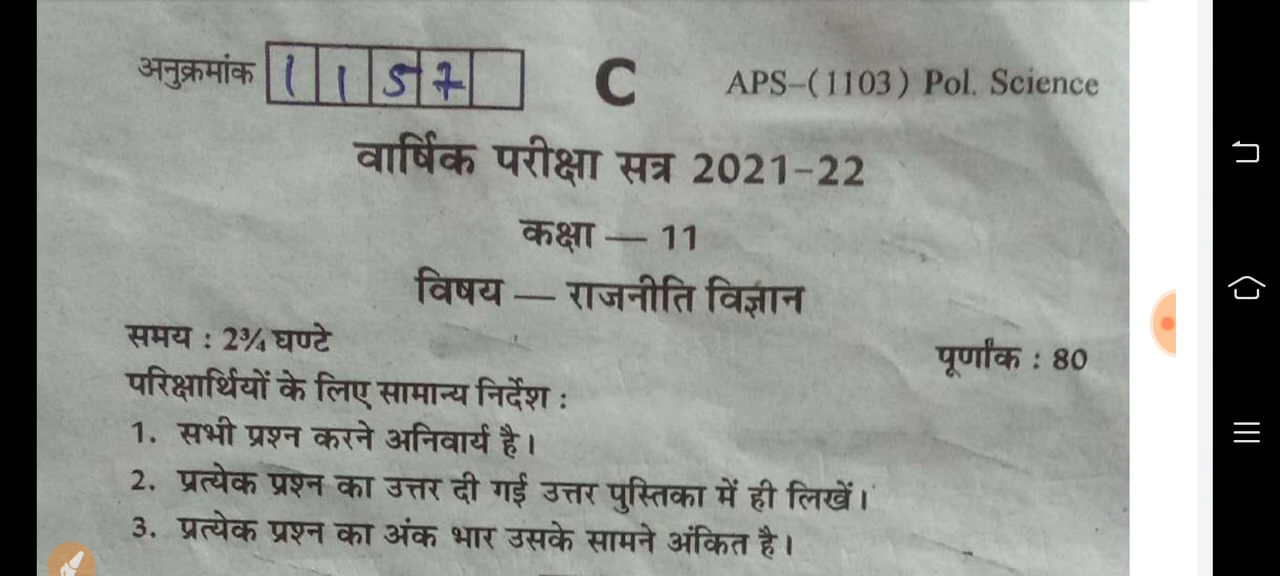 अनुक्रमांक 1157 C APS-(1103) Pol. Science
वार्षिक परीक्षा सत्र 2021-22
कक्षा — 11
विषय — राजनीति विज्ञान
समय : 2¾ घण्टे पूर्णांक : 80
परिक्षार्थियों के लिए सामान्य निर्देश :
1. सभी प्रश्न करने अनिवार्य है।
2. प्रत्येक प्रश्न का उत्तर दी गई उत्तर पुस्तिका में ही लिखें।
3. प्रत्येक प्रश्न का अंक भार उसके सामने अंकित है।